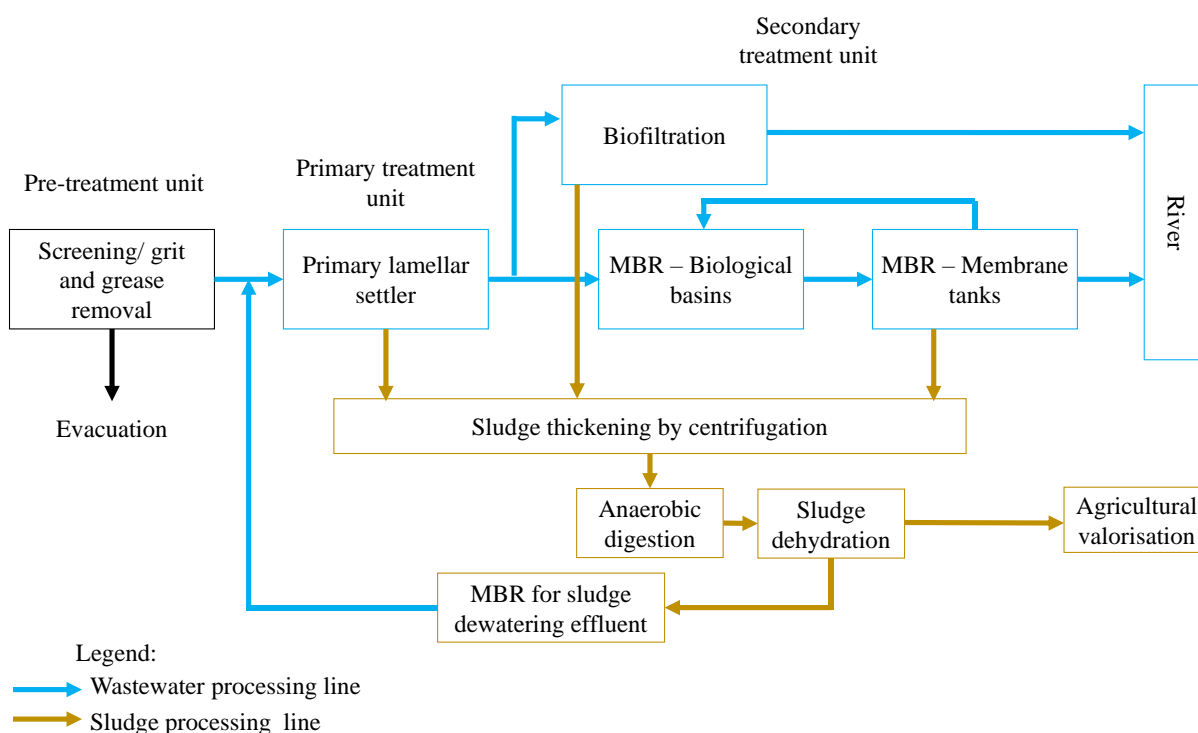 Secondary
treatment unit
Biofiltration
Primary treatment
unit
Pre-treatment unit
River
Screening/ grit
and grease
removal
Primary lamellar
settler
MBR – Biological
basins
MBR – Membrane
tanks
Evacuation
Sludge thickening by centrifugation
Anaerobic
digestion
Sludge
dehydration
Agricultural
valorisation
MBR for sludge
dewatering effluent
Legend:
Wastewater processing line
Sludge processing line